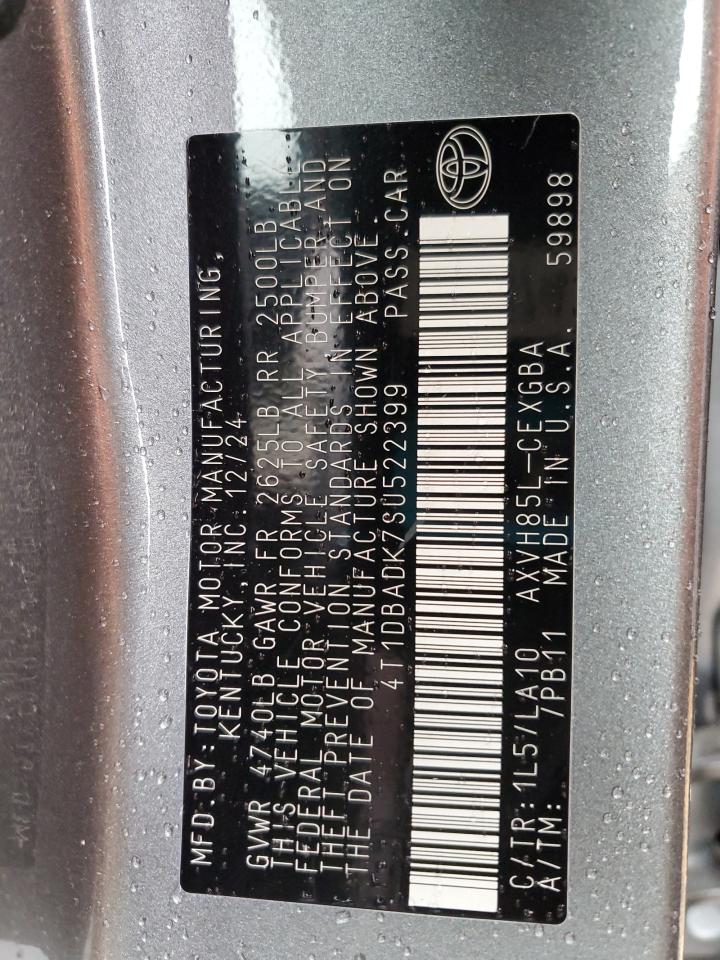 MFD.BY:TOYOTA MOTOR MANUFACTURING,
KENTUCKY,INC. 12/24
GVWR 4740LB GAWR FR 2625LB RR 2500LB
THIS VEHICLE CONFORMS TO ALL APPLICABLE
FEDERAL MOTOR VEHICLE SAFETY BUMPER AND
THEFT PREVENTION STANDARDS IN EFFECT ON
THE DATE OF MANUFACTURE SHOWN ABOVE.
4T1DBADK7SU522399 PASS.CAR
C/TR:1L5/LA10 AXVH85L-CEXGBA
A/TM: 7PB11 MADE IN U.S.A. 59898